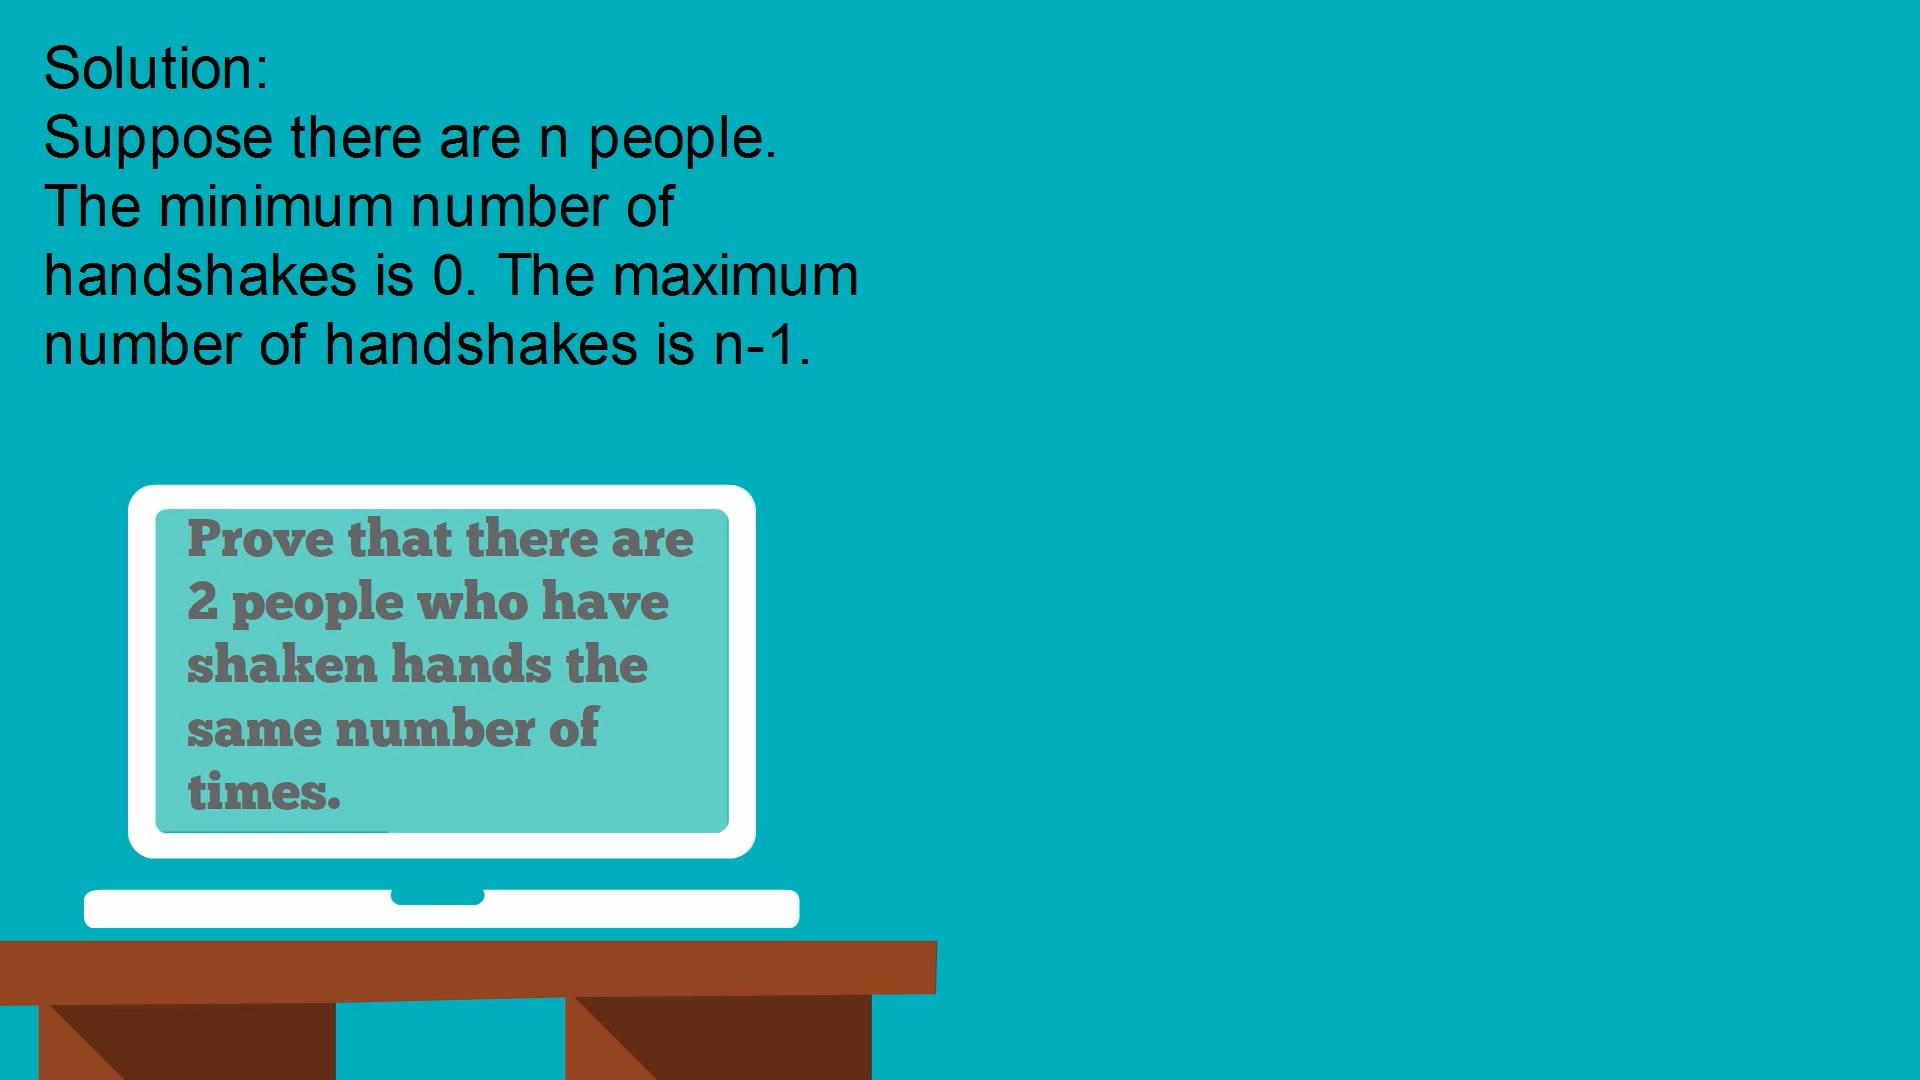 Solution:
Suppose there are n people.
The minimum number of
handshakes is 0. The maximum
number of handshakes is n-1.
Prove that there are
2 people who have
shaken hands the
same number of
times.